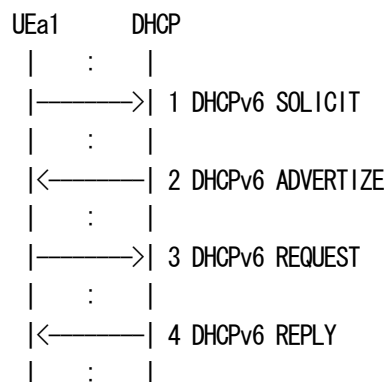 UEa1 DHCP
| : |
|--------->| 1 DHCPv6 SOLICIT
| : |
|<---------| 2 DHCPv6 ADVERTIZE
| : |
|--------->| 3 DHCPv6 REQUEST
| : |
|<---------| 4 DHCPv6 REPLY
| : |